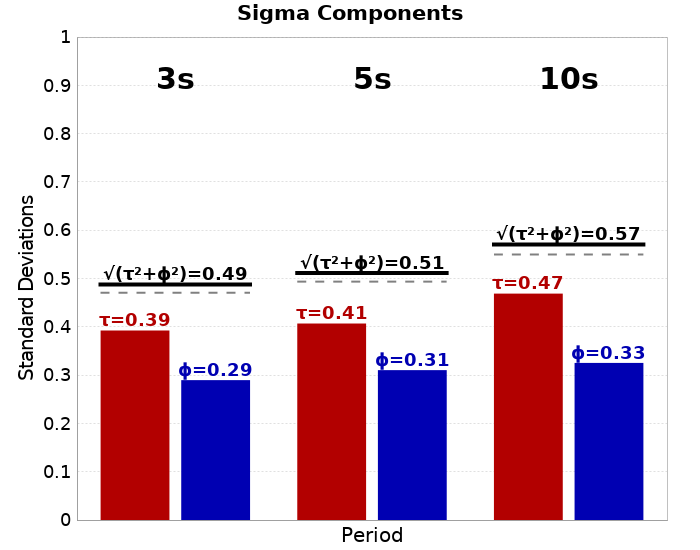 Sigma Components
Standard Deviations
1
0.9
0.8
0.7
0.6
0.5
0.4
0.3
0.2
0.1
0
3s 5s 10s
√(τ²+ϕ²)=0.49
√(τ²+ϕ²)=0.51
√(τ²+ϕ²)=0.57
τ=0.39
ϕ=0.29
τ=0.41
ϕ=0.31
τ=0.47
ϕ=0.33
Period